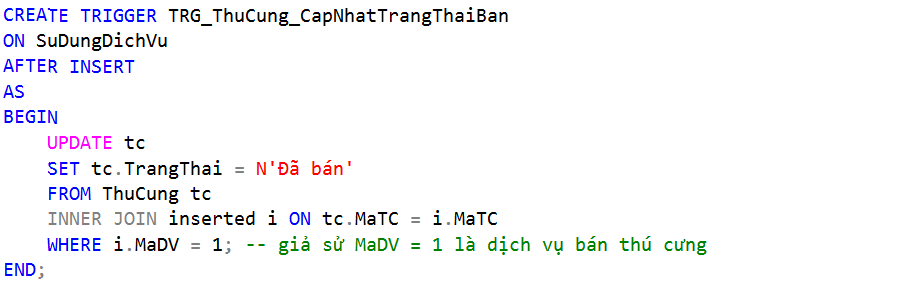 CREATE TRIGGER TRG_ThuCung_CapNhatTrangThaiBan
ON SuDungDichVu
AFTER INSERT
AS
BEGIN
    UPDATE tc
    SET tc.TrangThai = N'Đã bán'
    FROM ThuCung tc
    INNER JOIN inserted i ON tc.MaTC = i.MaTC
    WHERE i.MaDV = 1; -- giả sử MaDV = 1 là dịch vụ bán thú cưng
END;